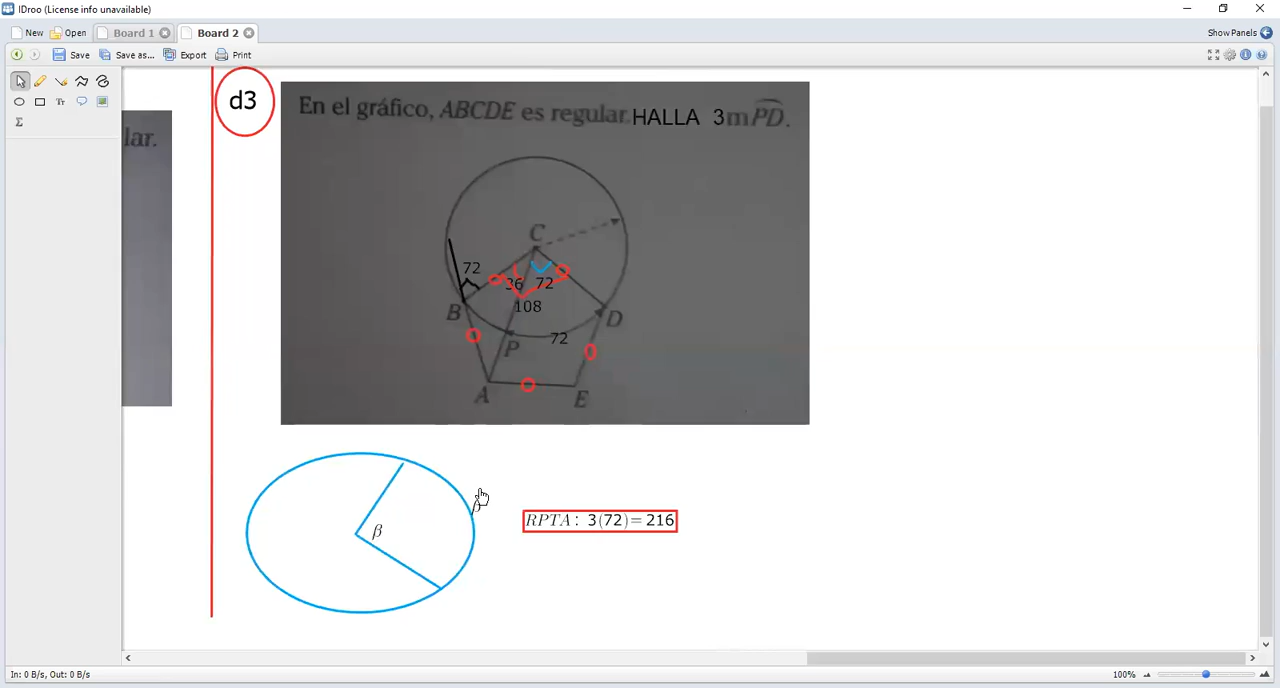 IDroo (License info unavailable)
New Open Board 1 Board 2 Show Panels
Save Save as... Export Print
Tr
Σ
lar.
d3
En el gráfico, ABCDE es regular. HALLA 3mPD.
C
72
36 72
108
B D
72
P
A E
β
β
RPTA: 3(72)=216
In: 0 B/s, Out: 0 B/s 100%